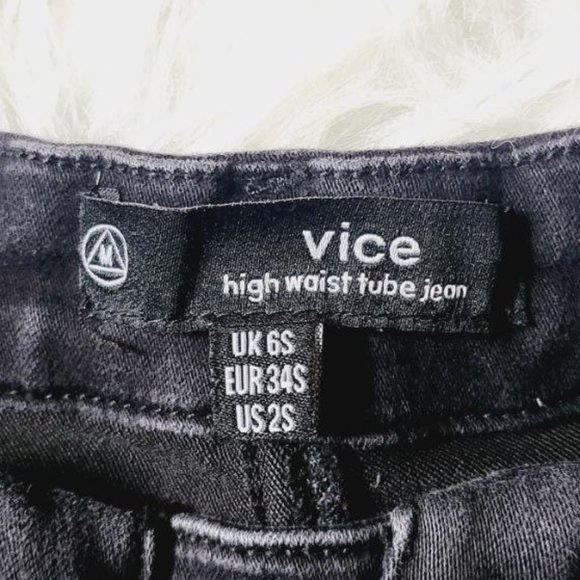 M
vice
high waist tube jean
UK 6S
EUR 34S
US 2S